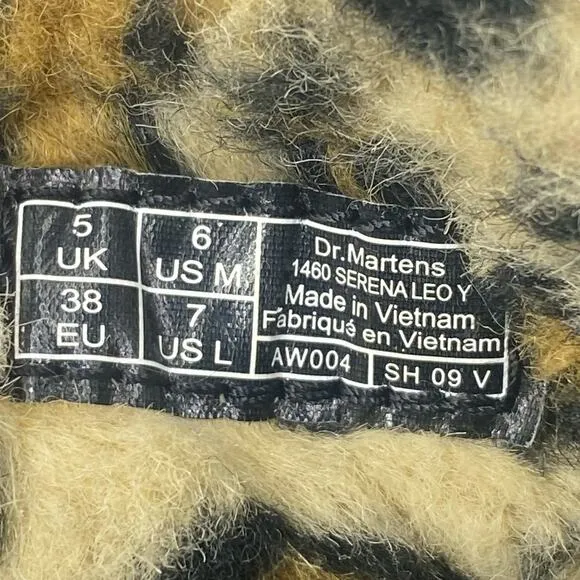 5
UK
6
US M
38
EU
7
US L
Dr.Martens
1460 SERENA LEO Y
Made in Vietnam
Fabriqué en Vietnam
AW004
SH 09 V